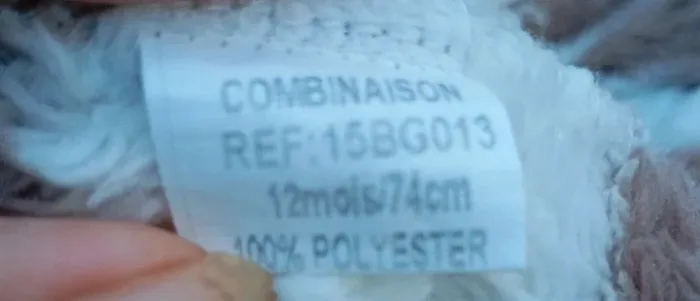 COMBINAISON
REF:15BG013
12mois/74cm
100% POLYESTER